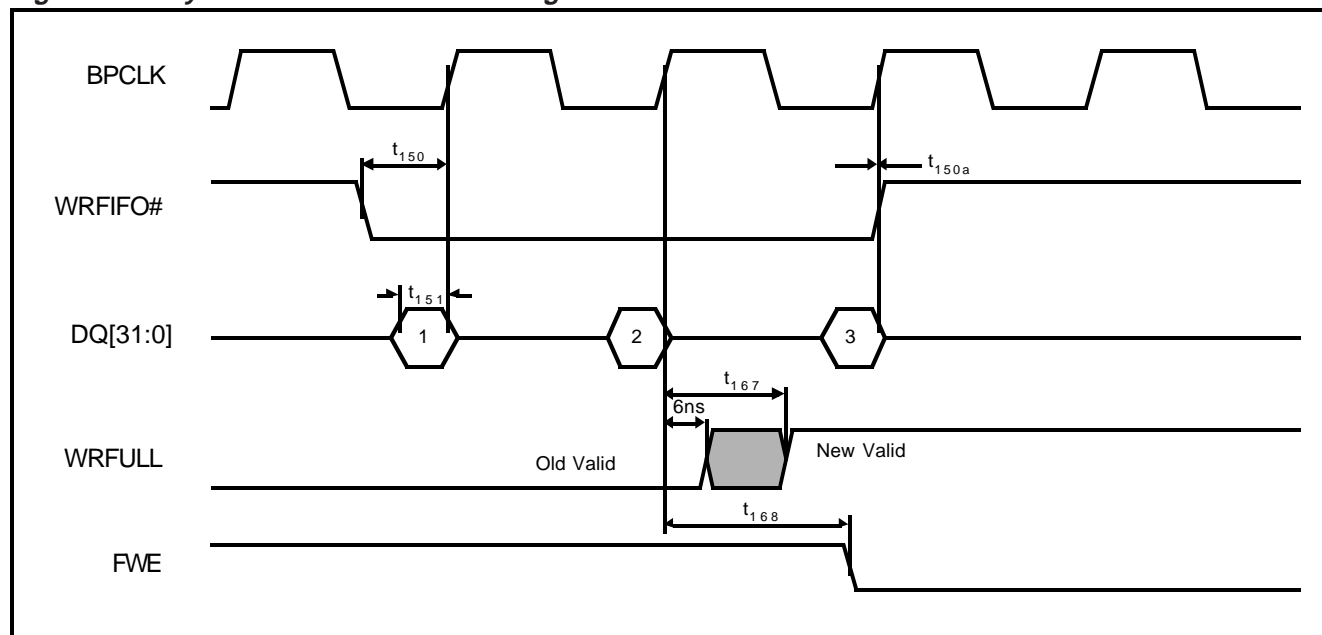 BPCLK
t150
t150a
WRFIFO#
t151
DQ[31:0]
1
2
3
t167
6ns
WRFULL
Old Valid
New Valid
t168
FWE